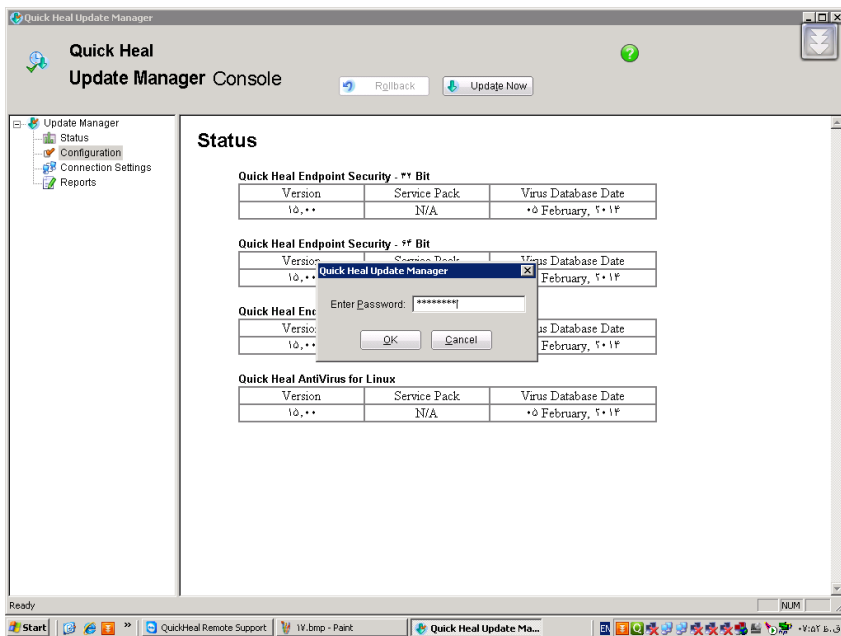 Quick Heal Update Manager
Quick Heal
Update Manager Console
Rollback
Update Now
Update Manager
Status
Configuration
Connection Settings
Reports
Status
Quick Heal Endpoint Security - ۳۲ Bit
Version Service Pack Virus Database Date
۱۵,۰۰ N/A ۰۵ February, ۲۰۱۴
Quick Heal Endpoint Security - ۶۴ Bit
Version Service Pack Virus Database Date
۱۵,۰۰ February, ۲۰۱۴
Quick Heal Update Manager
Enter Password: ********
OK Cancel
Quick Heal
Database Date
۱۵,۰۰ February, ۲۰۱۴
Quick Heal AntiVirus for Linux
Version Service Pack Virus Database Date
۱۵,۰۰ N/A ۰۵ February, ۲۰۱۴
Ready
NUM
Start
QuickHeal Remote Support
۱۷.bmp - Paint
Quick Heal Update Ma...
EN
۰۷:۵۲ ق.ظ